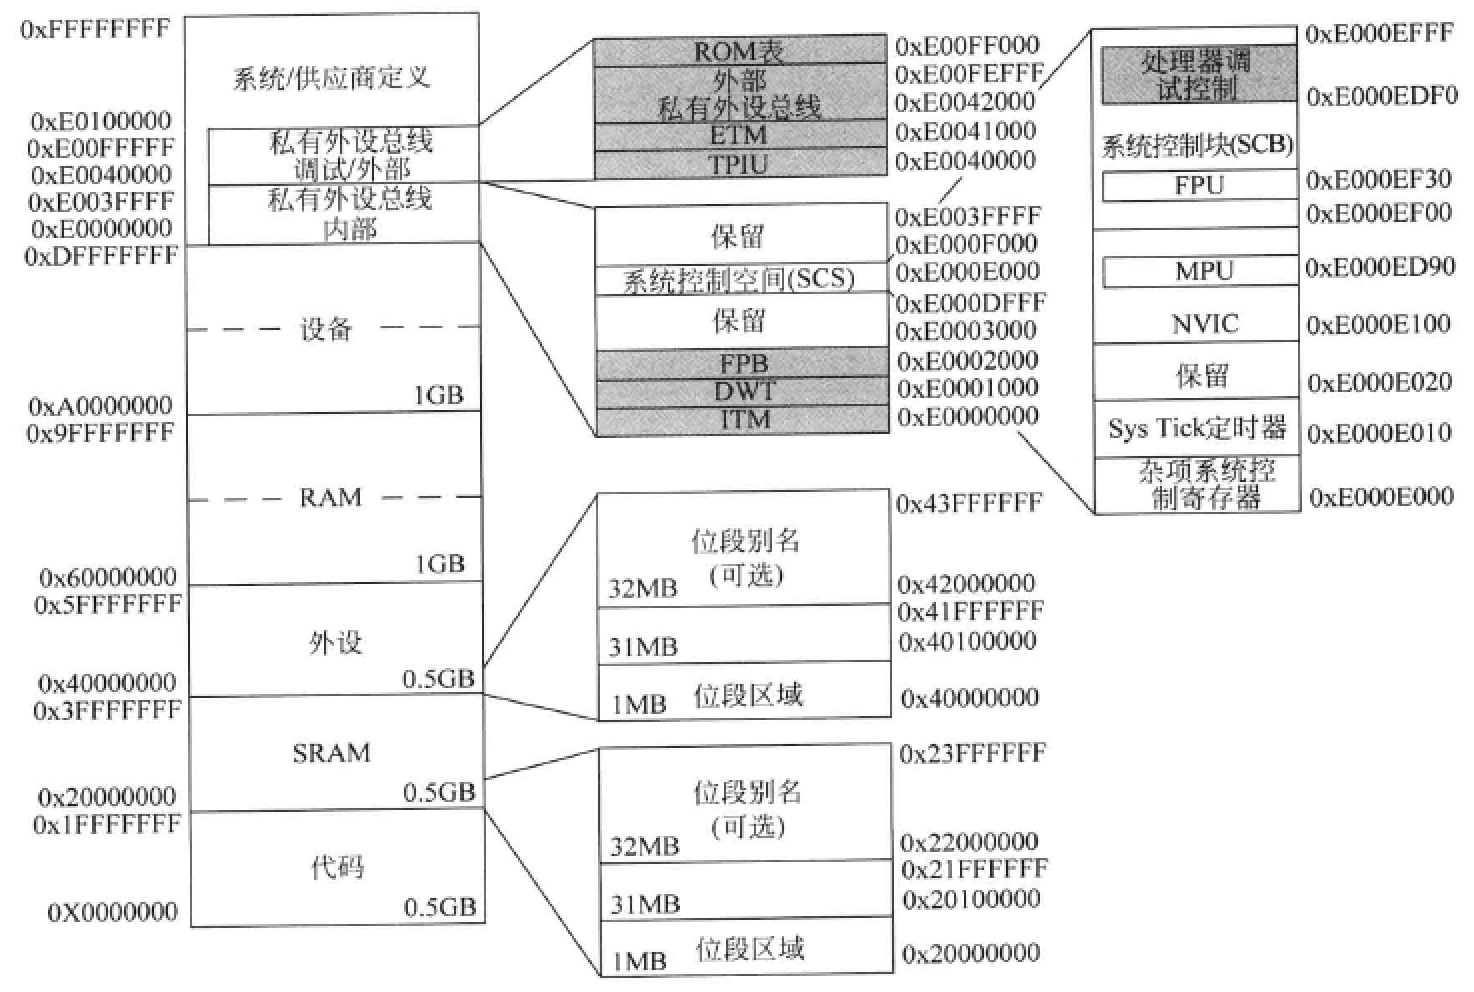 0xFFFFFFFF
系统/供应商定义
0xE0100000
0xE00FFFFF
0xE0040000
0xE003FFFF
0xE0000000
0xDFFFFFFF
私有外设总线
调试/外部
私有外设总线
内部
设备
1GB
0xA0000000
0x9FFFFFFF
RAM
1GB
0x60000000
0x5FFFFFFF
外设
0.5GB
0x40000000
0x3FFFFFFF
SRAM
0.5GB
0x20000000
0x1FFFFFFF
代码
0.5GB
0X0000000
ROM表
外部
私有外设总线
ETM
TPIU
0xE00FF000
0xE00FEFFF
0xE0042000
0xE0041000
0xE0040000
保留
系统控制空间(SCS)
保留
FPB
DWT
ITM
0xE003FFFF
0xE000F000
0xE000E000
0xE000DFFF
0xE0003000
0xE0002000
0xE0001000
0xE0000000
位段别名
(可选)
32MB
31MB
1MB 位段区域
0x43FFFFFF
0x42000000
0x41FFFFFF
0x40100000
0x40000000
位段别名
(可选)
32MB
31MB
1MB 位段区域
0x23FFFFFF
0x22000000
0x21FFFFFF
0x20100000
0x20000000
处理器调
试控制
系统控制块(SCB)
FPU
MPU
NVIC
保留
Sys Tick定时器
杂项系统控
制寄存器
0xE000EFFF
0xE000EDF0
0xE000EF30
0xE000EF00
0xE000ED90
0xE000E100
0xE000E020
0xE000E010
0xE000E000